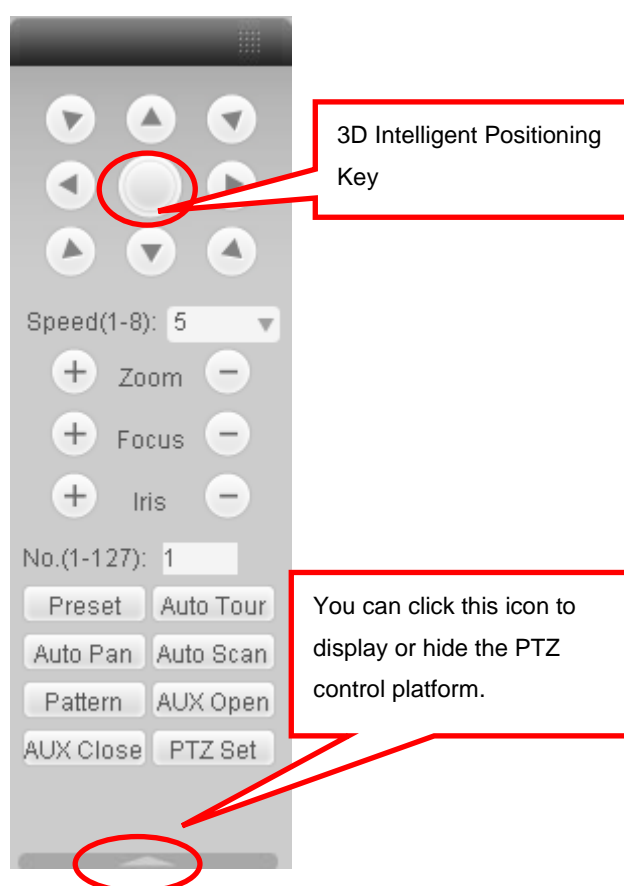 3D Intelligent Positioning
Key
Speed(1-8): 5
Zoom
Focus
Iris
No.(1-127): 1
Preset Auto Tour
Auto Pan Auto Scan
Pattern AUX Open
AUX Close PTZ Set
You can click this icon to
display or hide the PTZ
control platform.